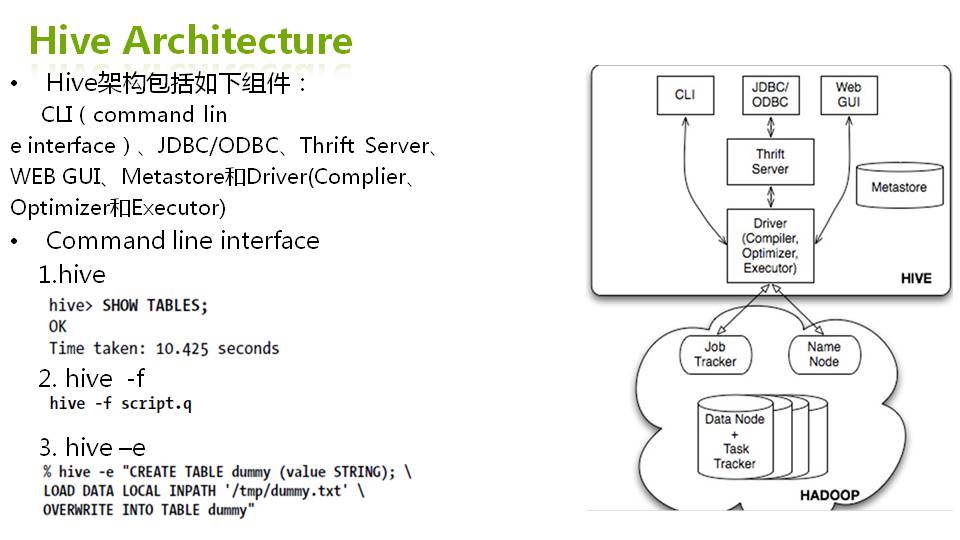 Hive Architecture
• Hive架构包括如下组件：
CLI（command lin
e interface）、JDBC/ODBC、Thrift Server、
WEB GUI、Metastore和Driver(Complier、
Optimizer和Executor)
• Command line interface
1.hive
hive> SHOW TABLES;
OK
Time taken: 10.425 seconds
2. hive -f
hive -f script.q
3. hive –e
% hive -e "CREATE TABLE dummy (value STRING); \
LOAD DATA LOCAL INPATH '/tmp/dummy.txt' \
OVERWRITE INTO TABLE dummy"
CLI
JDBC/
ODBC
Web
GUI
Thrift
Server
Metastore
Driver
(Compiler,
Optimizer,
Executor)
HIVE
Job
Tracker
Name
Node
Data Node
+
Task
Tracker
HADOOP